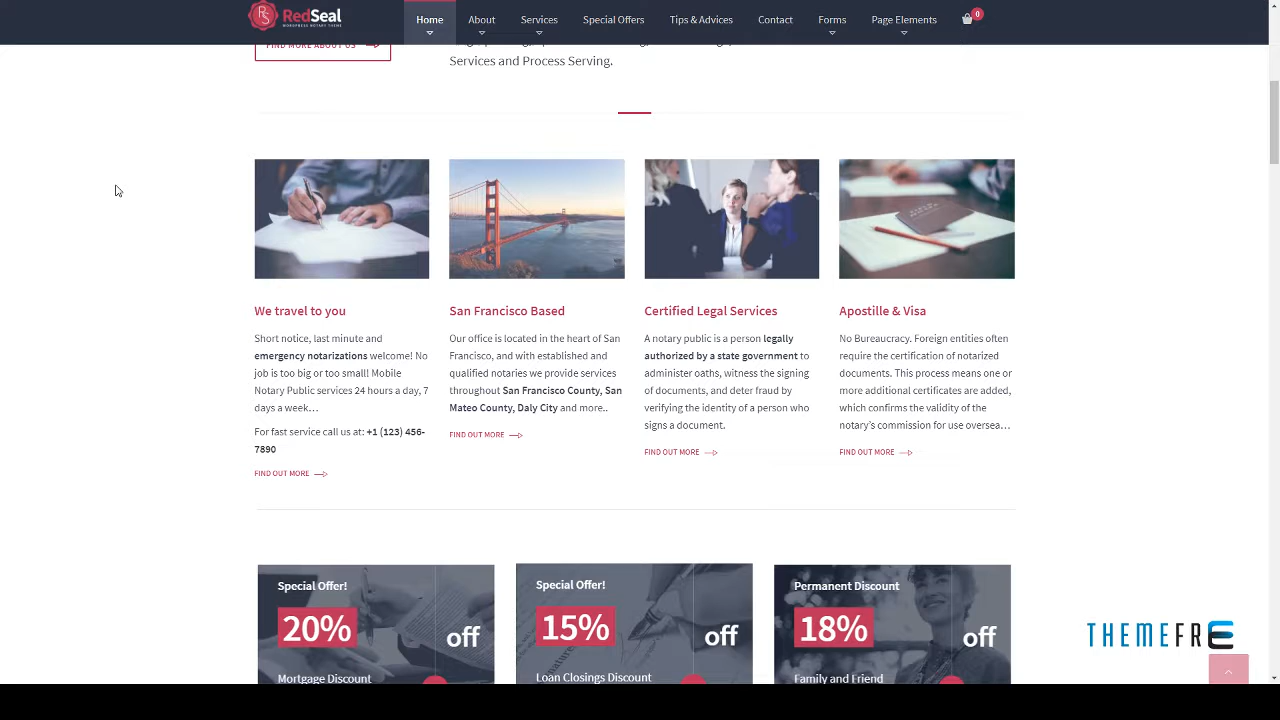 RedSeal
WORDPRESS NOTARY THEME
Home
About
Services
Special Offers
Tips & Advices
Contact
Forms
Page Elements
0
FIND MORE ABOUT US
Services and Process Serving.
We travel to you
Short notice, last minute and
emergency notarizations welcome! No
job is too big or too small! Mobile
Notary Public services 24 hours a day, 7
days a week…
For fast service call us at: +1 (123) 456-
7890
FIND OUT MORE
San Francisco Based
Our office is located in the heart of San
Francisco, and with established and
qualified notaries we provide services
throughout San Francisco County, San
Mateo County, Daly City and more..
FIND OUT MORE
Certified Legal Services
A notary public is a person legally
authorized by a state government to
administer oaths, witness the signing
of documents, and deter fraud by
verifying the identity of a person who
signs a document.
FIND OUT MORE
Apostille & Visa
No Bureaucracy. Foreign entities often
require the certification of notarized
documents. This process means one or
more additional certificates are added,
which confirms the validity of the
notary's commission for use oversea…
FIND OUT MORE
Special Offer!
20%
off
Mortgage Discount
Special Offer!
15%
off
Loan Closings Discount
Permanent Discount
18%
off
Family and Friend
THEMEFRE